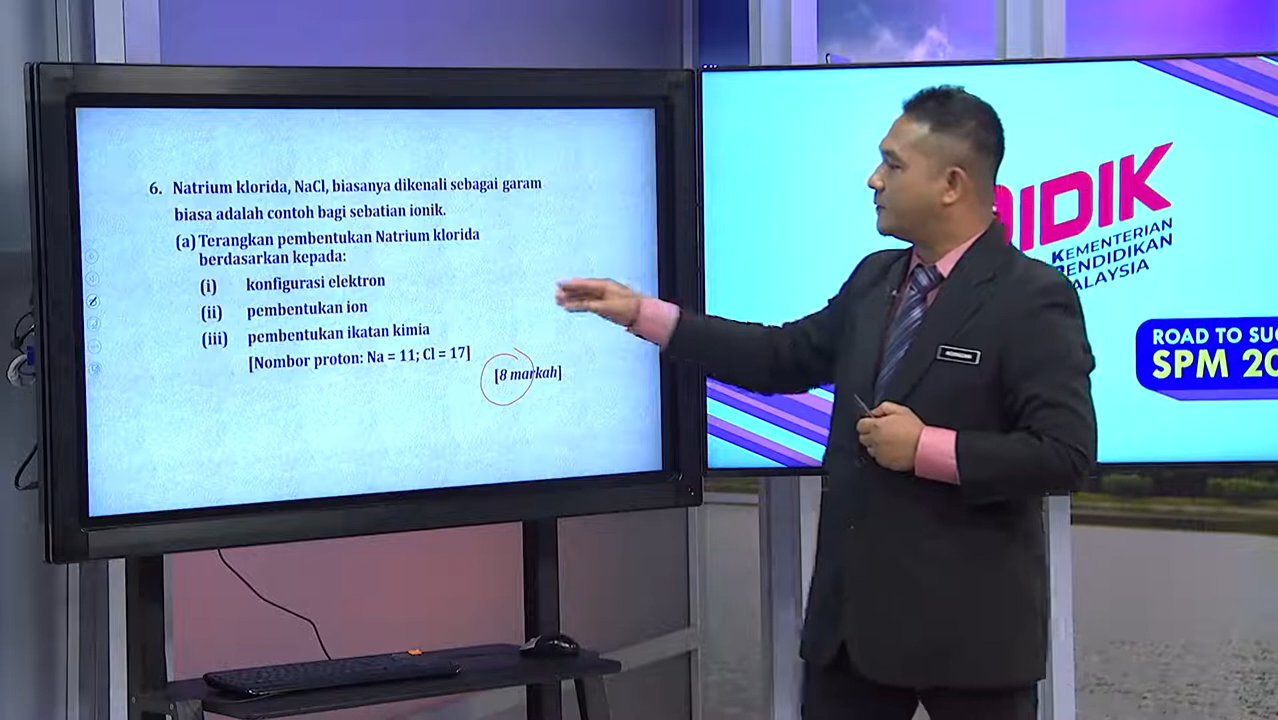 6. Natrium klorida, NaCl, biasanya dikenali sebagai garam
biasa adalah contoh bagi sebatian ionik.
(a) Terangkan pembentukan Natrium klorida
berdasarkan kepada:
(i) konfigurasi elektron
(ii) pembentukan ion
(iii) pembentukan ikatan kimia
[Nombor proton: Na = 11; Cl = 17]
[8 markah]
IDIK
KEMENTERIAN
PENDIDIKAN
ALAYSIA
ROAD TO SU
SPM 20